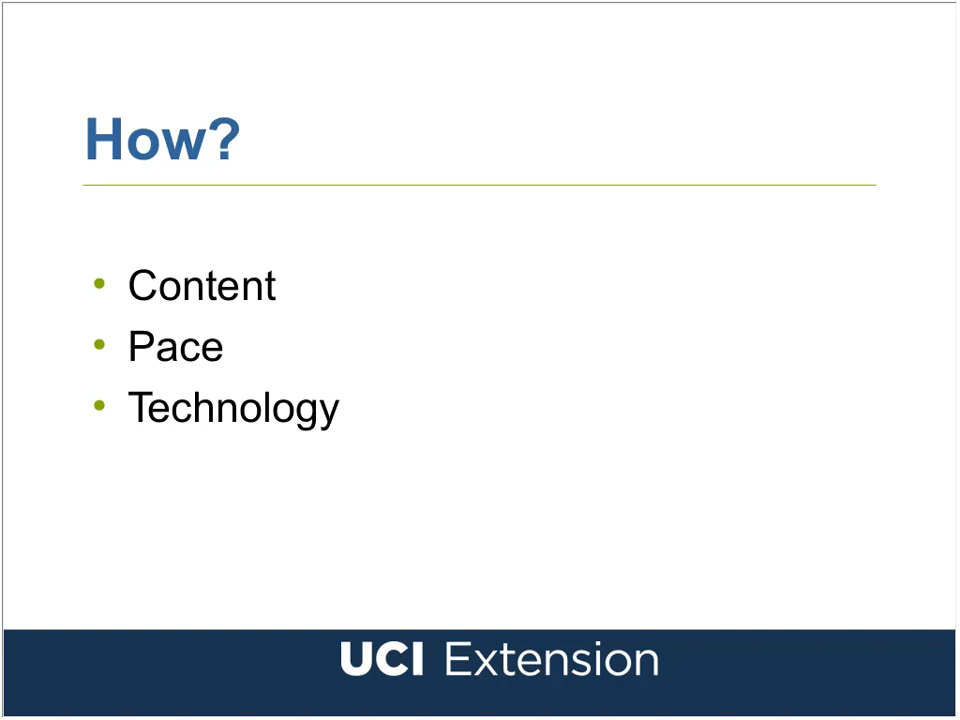 How?
• Content
• Pace
• Technology
UCI Extension